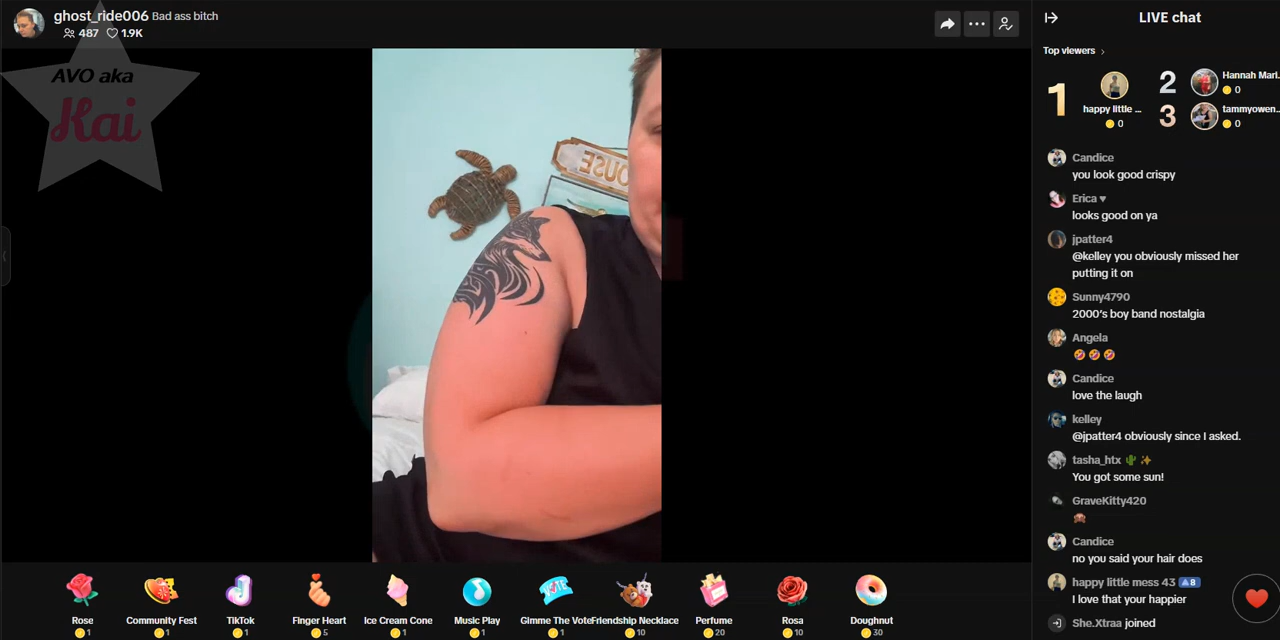 ghost_ride006 Bad ass bitch
487 1.9K
AVO aka
Kai
HOUSE
LIVE chat
Top viewers
1
happy little ...
0
2
Hannah Mari..
0
3
tammyowen..
0
Candice
you look good crispy
Erica ♥
looks good on ya
jpatter4
@kelley you obviously missed her
putting it on
Sunny4790
2000's boy band nostalgia
Angela
🤣 🤣 🤣
Candice
love the laugh
kelley
@jpatter4 obviously since I asked.
tasha_htx 🌵 ✨
You got some sun!
GraveKitty420
Candice
no you said your hair does
happy little mess 43 8
I love that your happier
She.Xtraa joined
Rose
1
Community Fest
1
TikTok
1
Finger Heart
5
Ice Cream Cone
1
Music Play
1
VOTE
Gimme The Vote
1
Friendship Necklace
10
Perfume
20
Rosa
10
Doughnut
30